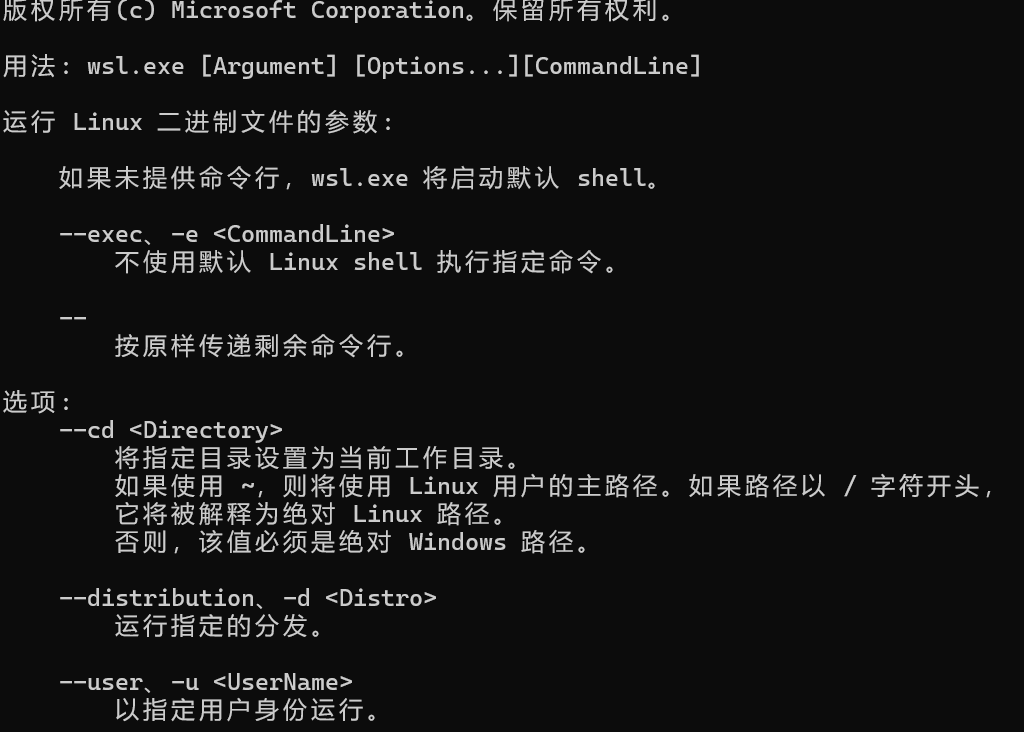 版权所有(c) Microsoft Corporation。保留所有权利。
用法: wsl.exe [Argument] [Options...][CommandLine]
运行 Linux 二进制文件的参数:
如果未提供命令行，wsl.exe 将启动默认 shell。
--exec、-e <CommandLine>
不使用默认 Linux shell 执行指定命令。
--
按原样传递剩余命令行。
选项:
--cd <Directory>
将指定目录设置为当前工作目录。
如果使用 ~，则将使用 Linux 用户的主路径。如果路径以 / 字符开头，
它将被解释为绝对 Linux 路径。
否则，该值必须是绝对 Windows 路径。
--distribution、-d <Distro>
运行指定的分发。
--user、-u <UserName>
以指定用户身份运行。